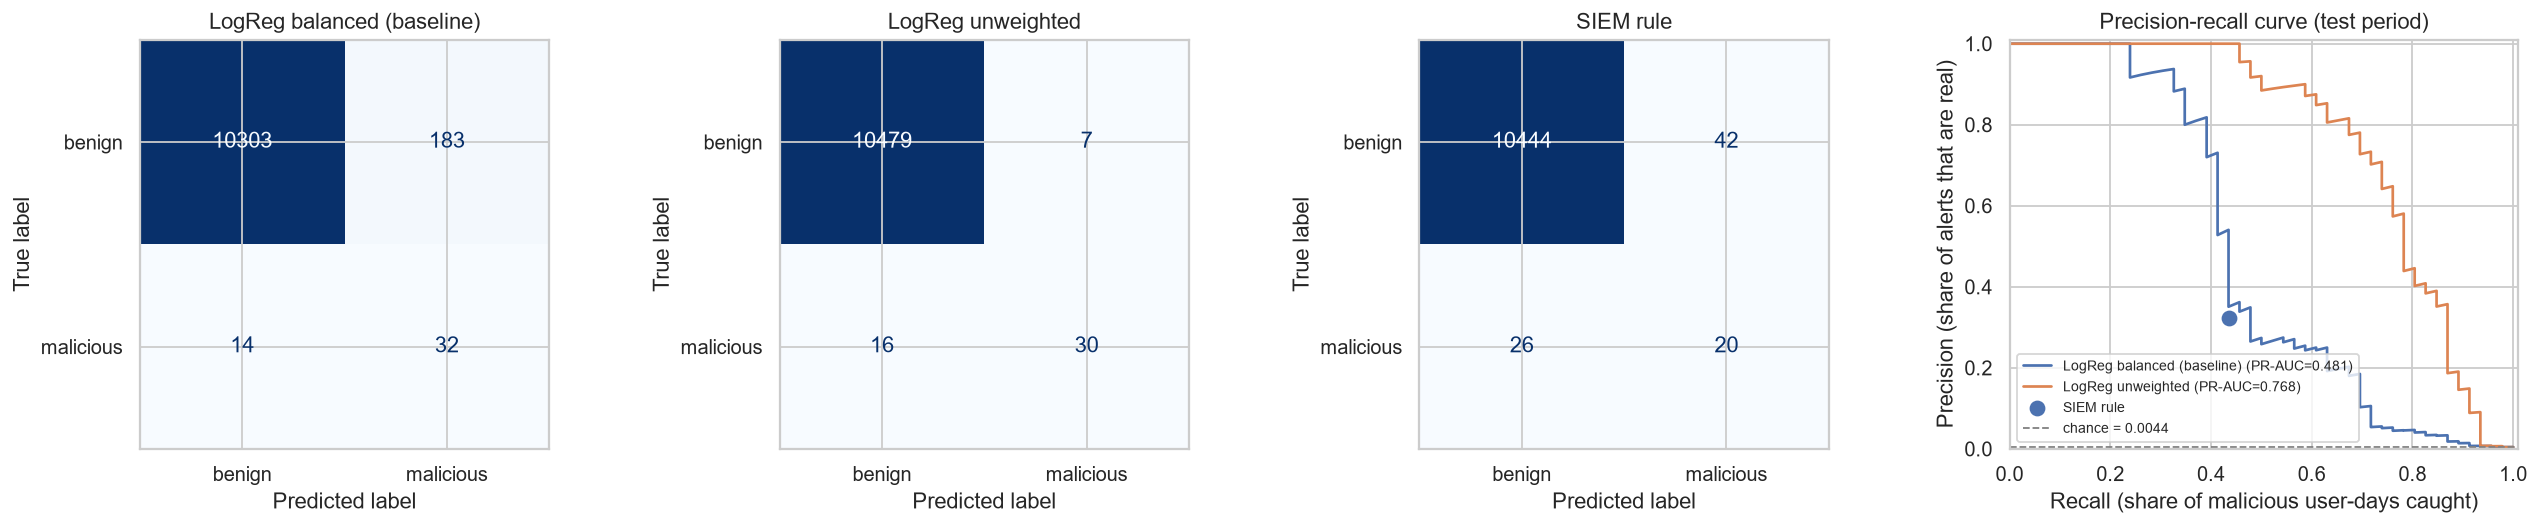 LogReg balanced (baseline)
True label
benign
malicious
10303
183
14
32
benign
malicious
Predicted label
LogReg unweighted
True label
benign
malicious
10479
7
16
30
benign
malicious
Predicted label
SIEM rule
True label
benign
malicious
10444
42
26
20
benign
malicious
Predicted label
Precision-recall curve (test period)
Precision (share of alerts that are real)
1.0
0.8
0.6
0.4
0.2
0.0
LogReg balanced (baseline) (PR-AUC=0.481)
LogReg unweighted (PR-AUC=0.768)
SIEM rule
chance = 0.0044
0.0
0.2
0.4
0.6
0.8
1.0
Recall (share of malicious user-days caught)